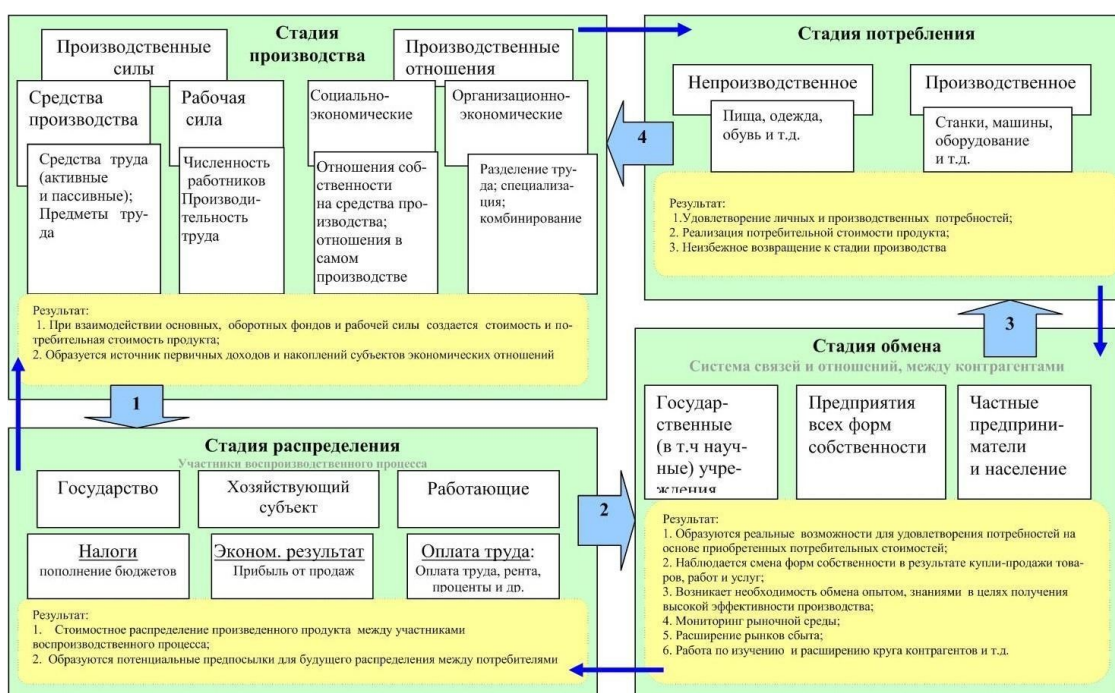 Стадия
производства
Производственные
силы
Производственные
отношения
Средства
производства
Рабочая
сила
Социально-
экономические
Организационно-
экономические
Средства труда
(активные
и пассивные);
Предметы тру-
да
Численность
работников
Производи-
тельность
труда
Отношения соб-
ственности
на средства про-
изводства;
отношения в
самом
производстве
Разделение тру-
да; специализа-
ция;
комбинирование
Результат:
1. При взаимодействии основных, оборотных фондов и рабочей силы создается стоимость и по-
требительная стоимость продукта;
2. Образуется источник первичных доходов и накоплений субъектов экономических отношений
4
Стадия потребления
Непроизводственное
Производственное
Пища, одежда,
обувь и т.д.
Станки, машины,
оборудование
и т.д.
Результат:
1.Удовлетворение личных и производственных потребностей;
2. Реализация потребительной стоимости продукта;
3. Неизбежное возвращение к стадии производства
1
3
Стадия распределения
Участники воспроизводственного процесса
Государство
Хозяйствующий
субъект
Работающие
Налоги
пополнение бюджетов
Эконом. результат
Прибыль от продаж
Оплата труда:
Оплата труда, рента,
проценты и др.
Результат:
1. Стоимостное распределение произведенного продукта между участниками
воспроизводственного процесса;
2. Образуются потенциальные предпосылки для будущего распределения между потребителями
2
Стадия обмена
Система связей и отношений, между контрагентами
Государ-
ственные
(в т.ч науч-
ные) учре-
ждения
Предприятия
всех форм
собственности
Частные
предприни-
матели
и население
Результат:
1. Образуются реальные возможности для удовлетворения потребностей на
основе приобретенных потребительных стоимостей;
2. Наблюдается смена форм собственности в результате купли-продажи това-
ров, работ и услуг;
3. Возникает необходимость обмена опытом, знаниями в целях получения
высокой эффективности производства;
4. Мониторинг рыночной среды;
5. Расширение рынков сбыта;
6. Работа по изучению и расширению круга контрагентов и т.д.